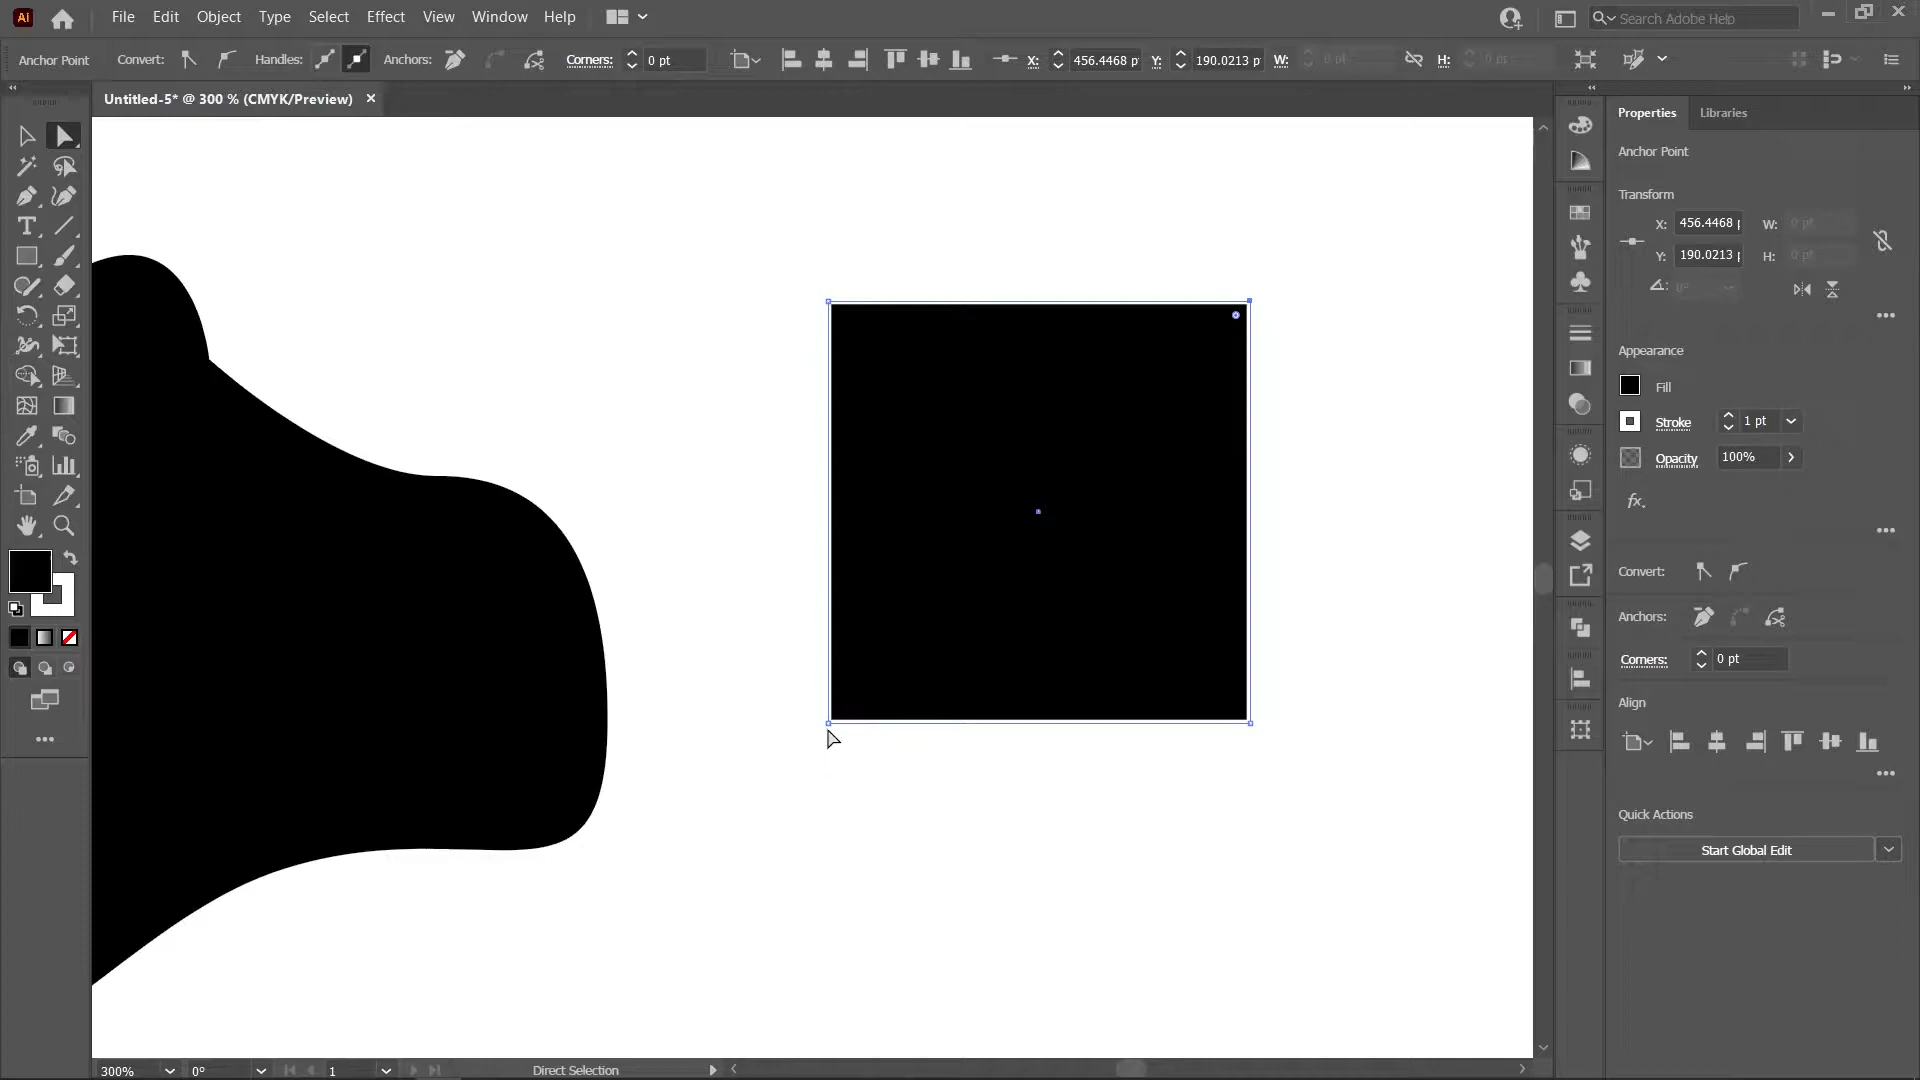 Ai File Edit Object Type Select Effect View Window Help Search Adobe Help
Anchor Point Convert: Handles: Anchors: Corners: 0 pt X: 456.4468 p Y: 190.0213 p W: 0 pt H: 0 pt
Untitled-5* @ 300 % (CMYK/Preview)
Properties Libraries
Anchor Point
Transform
X: 456.4468 W: 0 pt
Y: 190.0213 H: 0 pt
0°
Appearance
Fill
Stroke 1 pt
Opacity 100%
fx.
Convert:
Anchors:
Corners: 0 pt
Align
Quick Actions
Start Global Edit
300% 0° 1 Direct Selection